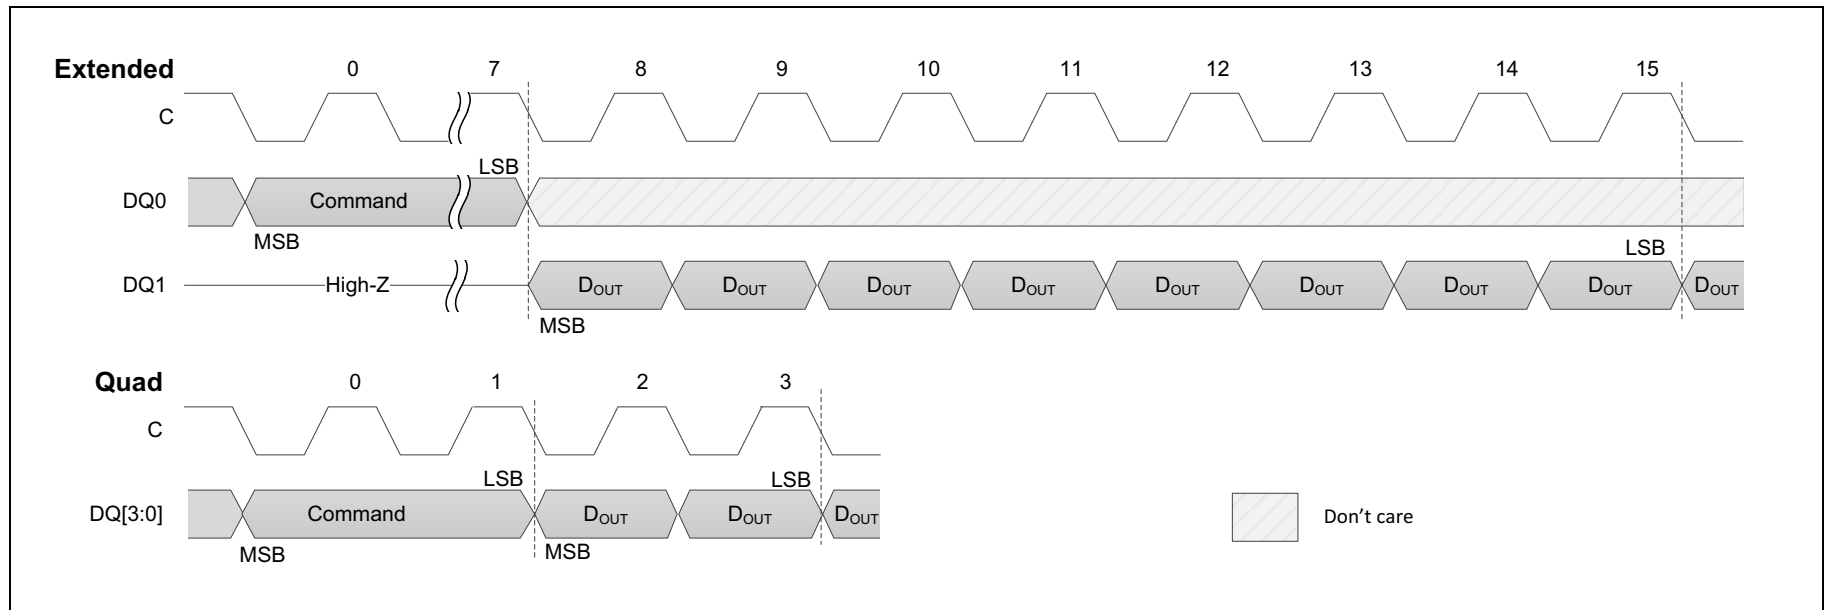 Extended 0 7 8 9 10 11 12 13 14 15
C
LSB
DQ0 Command
MSB
LSB
DQ1 High-Z DOUT DOUT DOUT DOUT DOUT DOUT DOUT DOUT DOUT
MSB
Quad 0 1 2 3
C
LSB LSB
DQ[3:0] Command DOUT DOUT DOUT Don’t care
MSB MSB